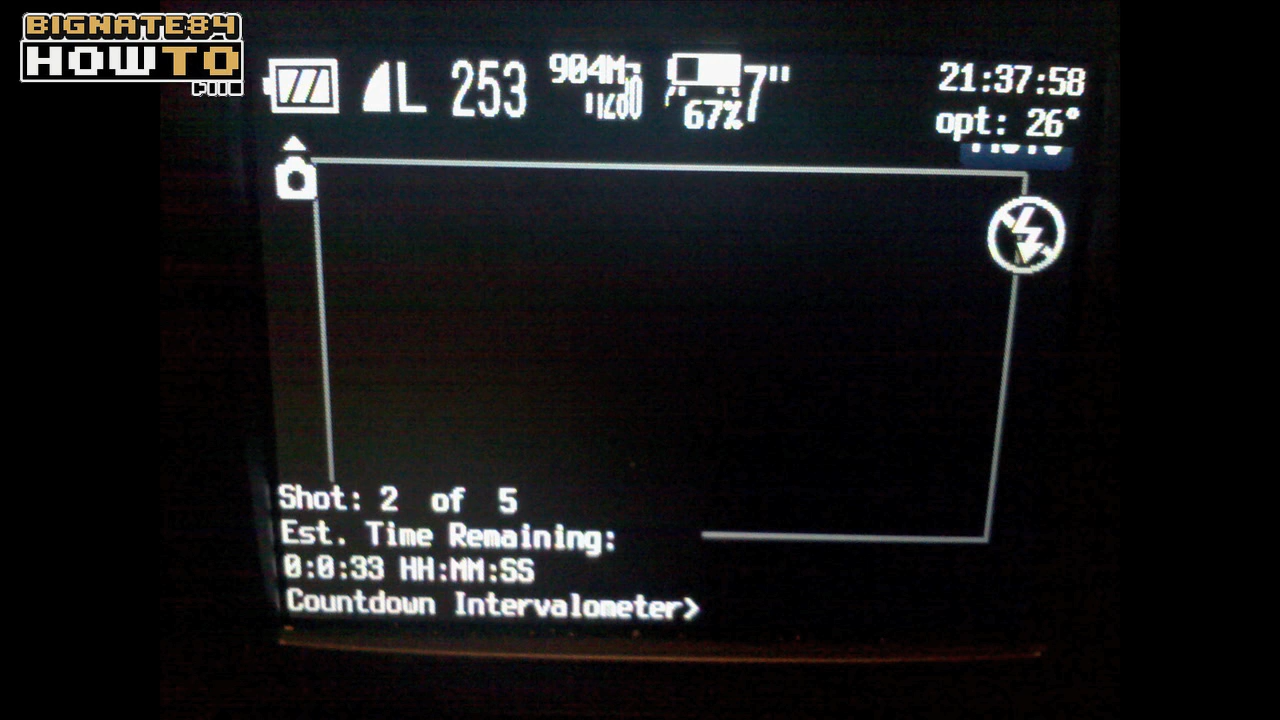 BIGNATE84
HOWTO
L 253 904M 67% 7"
21:37:58
opt: 26°
Shot: 2 of 5
Est. Time Remaining:
0:0:33 HH:MM:SS
Countdown Intervalometer>